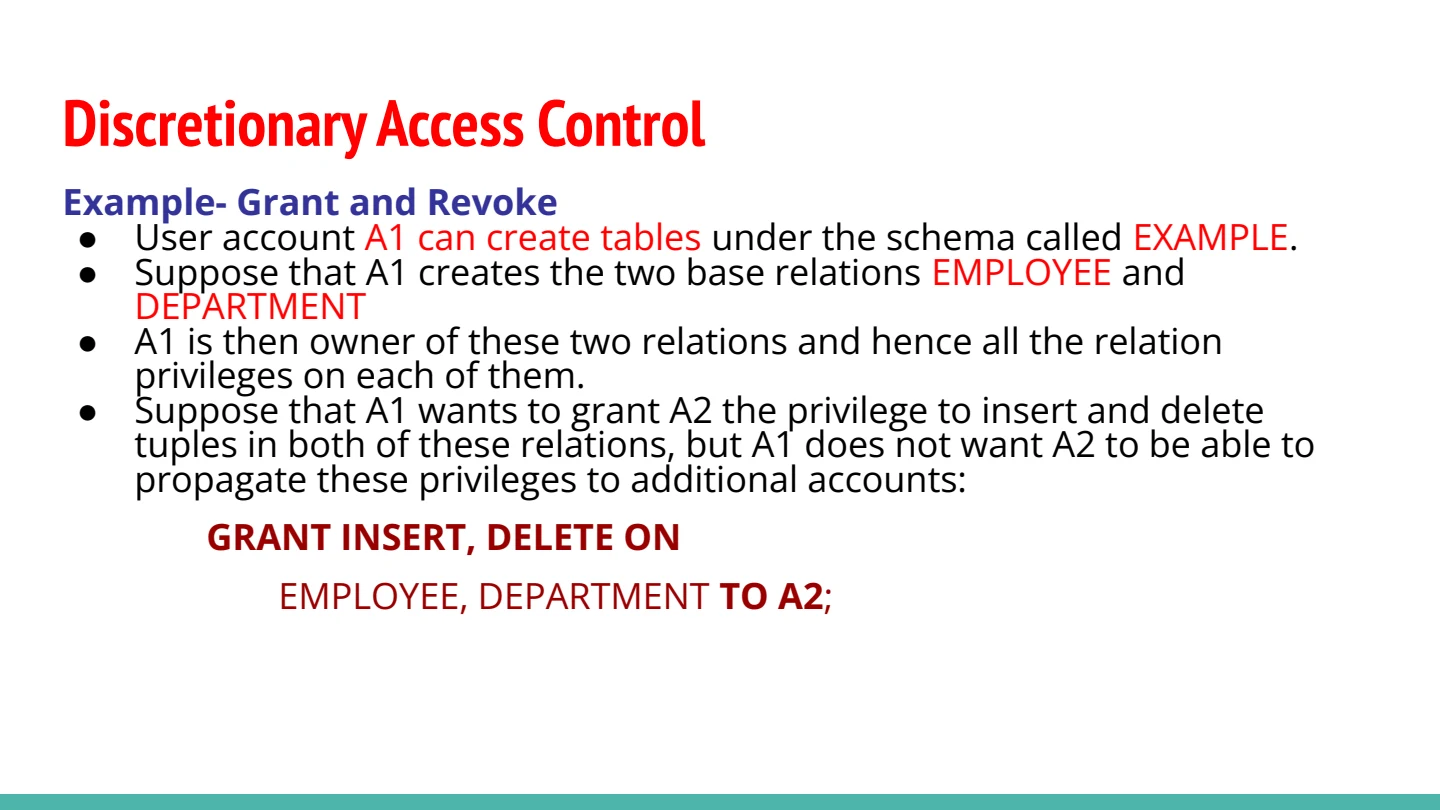 Discretionary Access Control
Example- Grant and Revoke
● User account A1 can create tables under the schema called EXAMPLE.
● Suppose that A1 creates the two base relations EMPLOYEE and
DEPARTMENT
● A1 is then owner of these two relations and hence all the relation
privileges on each of them.
● Suppose that A1 wants to grant A2 the privilege to insert and delete
tuples in both of these relations, but A1 does not want A2 to be able to
propagate these privileges to additional accounts:
GRANT INSERT, DELETE ON
EMPLOYEE, DEPARTMENT TO A2;